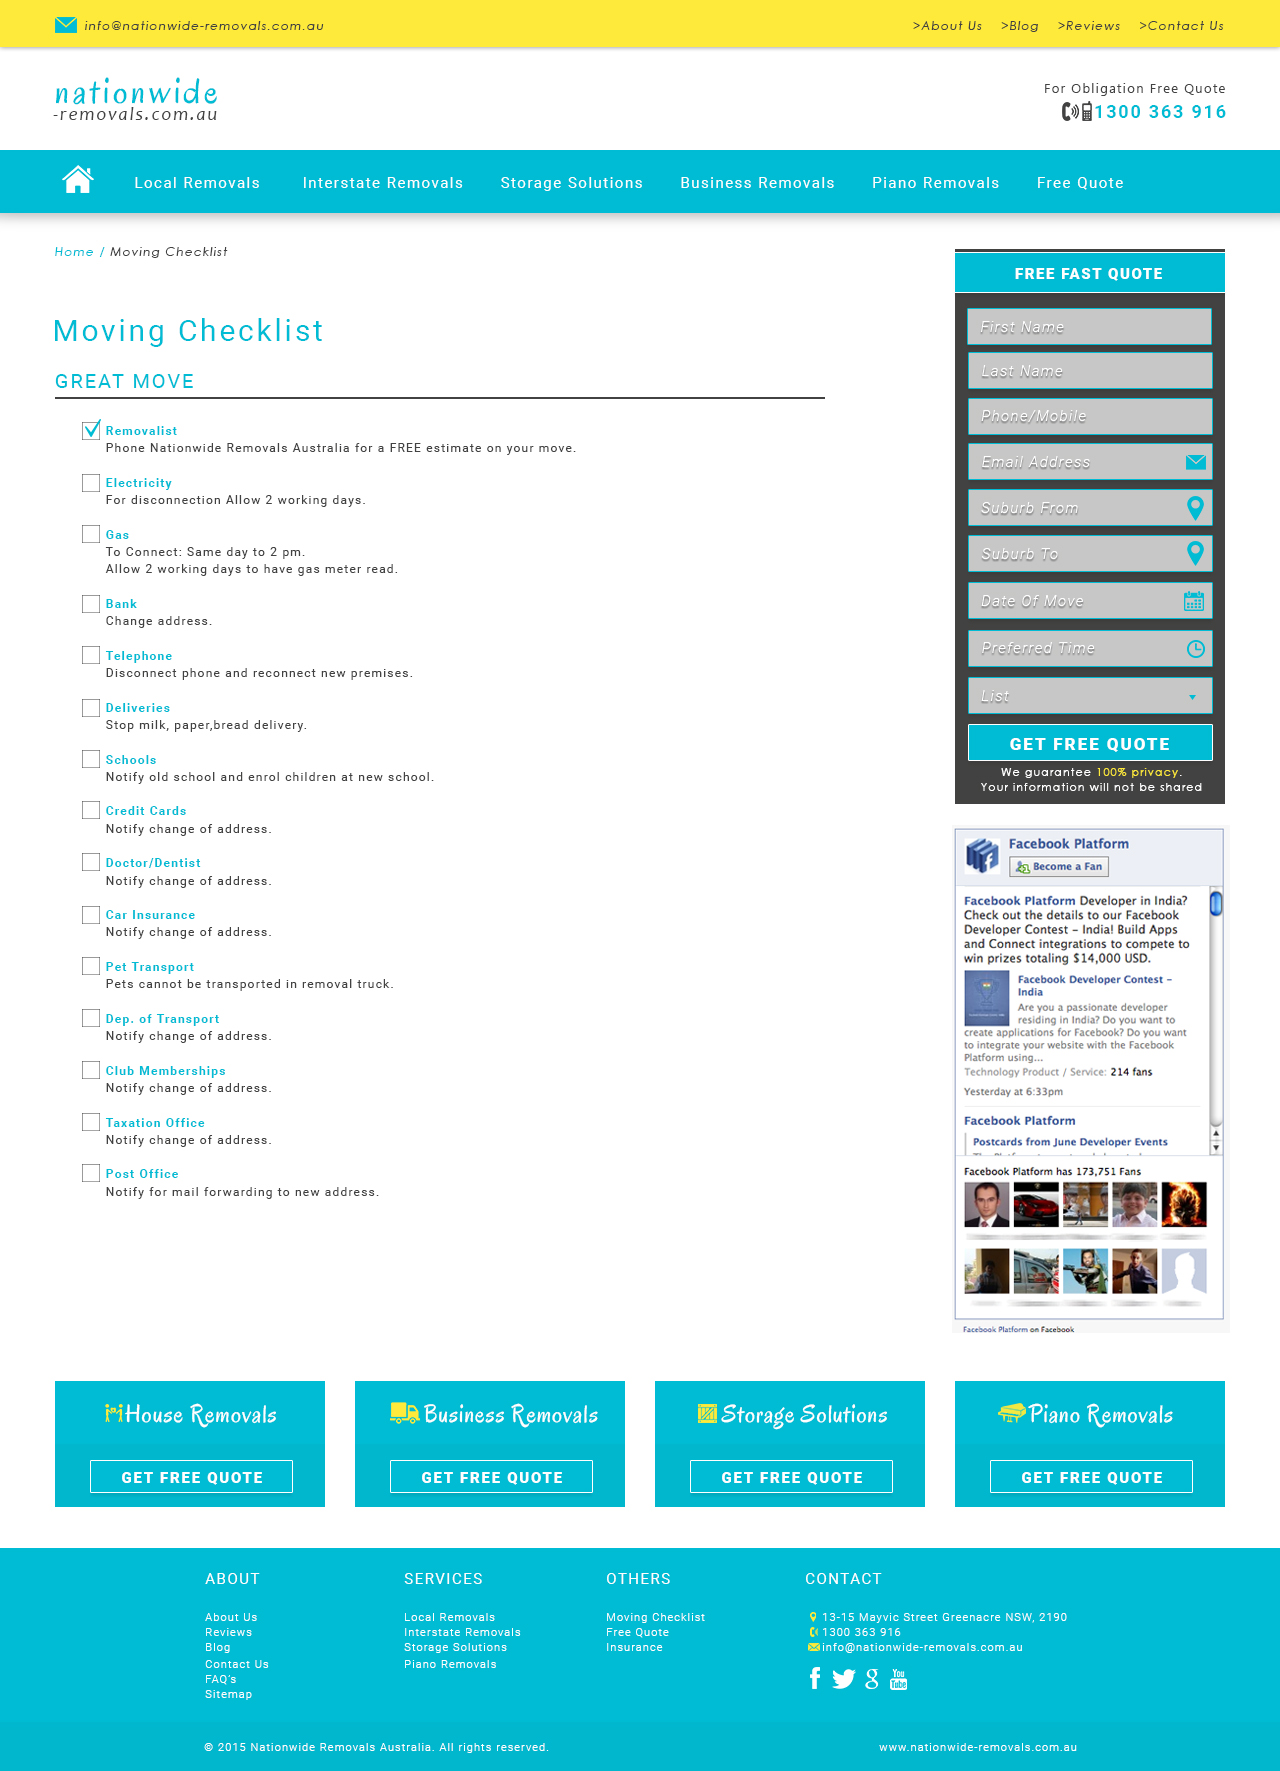 info@nationwide-removals.com.au
>About Us >Blog >Reviews >Contact Us
nationwide
-removals.com.au
For Obligation Free Quote
1300 363 916
Local Removals Interstate Removals Storage Solutions Business Removals Piano Removals Free Quote
Home / Moving Checklist
Moving Checklist
GREAT MOVE
Removalist
Phone Nationwide Removals Australia for a FREE estimate on your move.
Electricity
For disconnection Allow 2 working days.
Gas
To Connect: Same day to 2 pm.
Allow 2 working days to have gas meter read.
Bank
Change address.
Telephone
Disconnect phone and reconnect new premises.
Deliveries
Stop milk, paper,bread delivery.
Schools
Notify old school and enrol children at new school.
Credit Cards
Notify change of address.
Doctor/Dentist
Notify change of address.
Car Insurance
Notify change of address.
Pet Transport
Pets cannot be transported in removal truck.
Dep. of Transport
Notify change of address.
Club Memberships
Notify change of address.
Taxation Office
Notify change of address.
Post Office
Notify for mail forwarding to new address.
FREE FAST QUOTE
First Name
Last Name
Phone/Mobile
Email Address
Suburb From
Suburb To
Date Of Move
Preferred Time
List
GET FREE QUOTE
We guarantee 100% privacy.
Your information will not be shared
Facebook Platform
Become a Fan
Facebook Platform Developer in India?
Check out the details to our Facebook
Developer Contest – India! Build Apps
and Connect integrations to compete to
win prizes totaling $14,000 USD.
Facebook Developer Contest –
India
Are you a passionate developer
residing in India? Do you want to
create applications for Facebook? Do you want
to integrate your website with the Facebook
Platform using...
Technology Product / Service: 214 fans
Yesterday at 6:33pm
Facebook Platform
Postcards from June Developer Events
Facebook Platform has 173,751 Fans
Facebook Platform on Facebook
House Removals
GET FREE QUOTE
Business Removals
GET FREE QUOTE
Storage Solutions
GET FREE QUOTE
Piano Removals
GET FREE QUOTE
ABOUT
About Us
Reviews
Blog
Contact Us
FAQ's
Sitemap
SERVICES
Local Removals
Interstate Removals
Storage Solutions
Piano Removals
OTHERS
Moving Checklist
Free Quote
Insurance
CONTACT
13-15 Mayvic Street Greenacre NSW, 2190
1300 363 916
info@nationwide-removals.com.au
You
Tube
© 2015 Nationwide Removals Australia. All rights reserved.
www.nationwide-removals.com.au